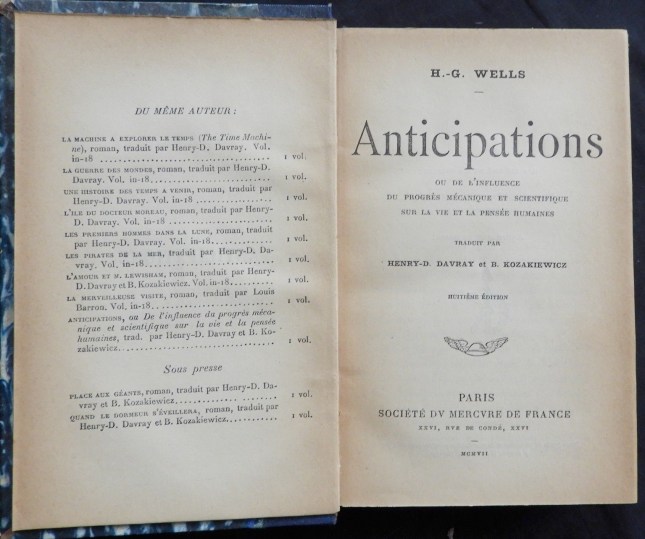 DU MÊME AUTEUR :
LA MACHINE A EXPLORER LE TEMPS (The Time Machi-
ne), roman, traduit par Henry-D. Davray. Vol.
in-18 ........................................ 1 vol.
LA GUERRE DES MONDES, roman, traduit par Henry-D.
Davray. Vol. in-18........................ 1 vol.
UNE HISTOIRE DES TEMPS A VENIR, roman, traduit par
Henry-D. Davray. Vol. in-18 .............. 1 vol.
L'ILE DU DOCTEUR MOREAU, roman, traduit par Henry-
D. Davray. Vol. in-18 .................... 1 vol.
LES PREMIERS HOMMES DANS LA LUNE, roman, traduit
par Henry-D. Davray. Vol. in-18........... 1 vol.
LES PIRATES DE LA MER, traduit par Henry-D. Da-
vray. Vol. in-18.......................... 1 vol.
L'AMOUR ET M. LEWISHAM, roman, traduit par Henry-
D. Davray et B. Kozakiewicz. Vol. in-18..... 1 vol.
LA MERVEILLEUSE VISITE, roman, traduit par Louis
Barron. Vol. in-18........................ 1 vol.
ANTICIPATIONS, ou De l'influence du progrès méca-
nique et scientifique sur la vie et la pensée
humaines, trad. par Henry-D. Davray et B. Ko-
zakiewicz................................. 1 vol.
Sous presse
PLACE AUX GÉANTS, roman, traduit par Henry-D. Da-
vray et B. Kozakiewicz.................... 1 vol.
QUAND LE DORMEUR S'ÉVEILLERA, roman, traduit par
Henry-D. Davray et B. Kozakiewicz......... 1 vol.
H.-G. WELLS
Anticipations
OU DE L'INFLUENCE
DU PROGRÈS MÉCANIQUE ET SCIENTIFIQUE
SUR LA VIE ET LA PENSÉE HUMAINES
TRADUIT PAR
HENRY-D. DAVRAY ET B. KOZAKIEWICZ
HUITIÈME ÉDITION
PARIS
SOCIÉTÉ DV MERCVRE DE FRANCE
XXVI, RVE DE CONDÉ, XXVI
MCMVII